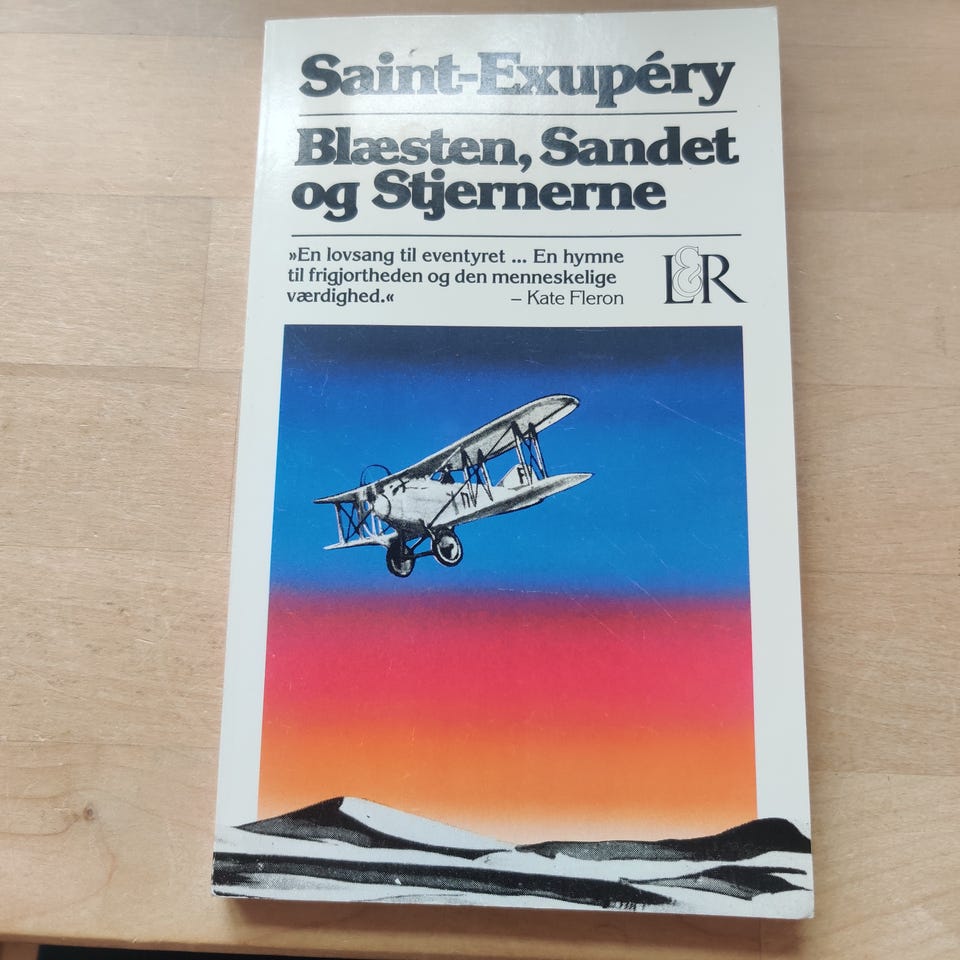 Saint-Exupéry
Blæsten, Sandet
og Stjernerne
»En lovsang til eventyret ... En hymne
til frigjortheden og den menneskelige
værdighed.«
– Kate Fleron
L&R